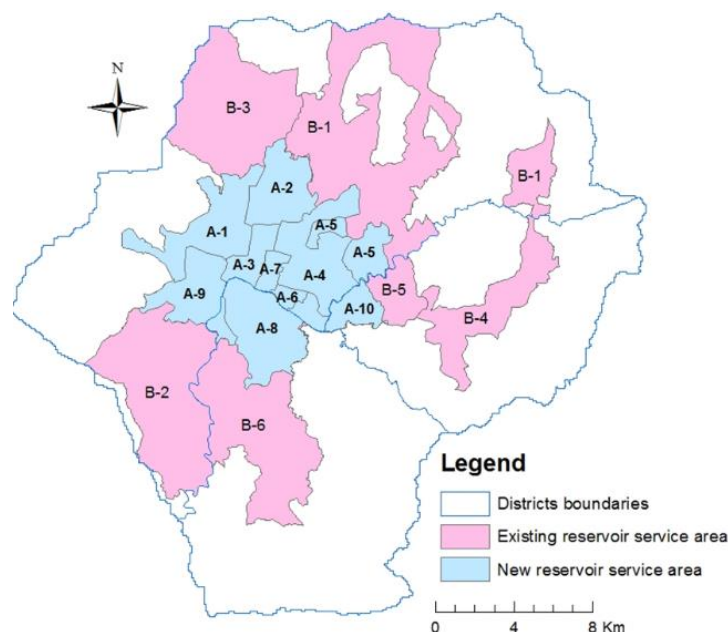 N
B-3
B-1
A-2
B-1
A-1
A-5
A-5
A-3
A-7
A-4
A-9
A-6
B-5
A-10
B-4
A-8
B-2
B-6
Legend
Districts boundaries
Existing reservoir service area
New reservoir service area
0 4 8 Km